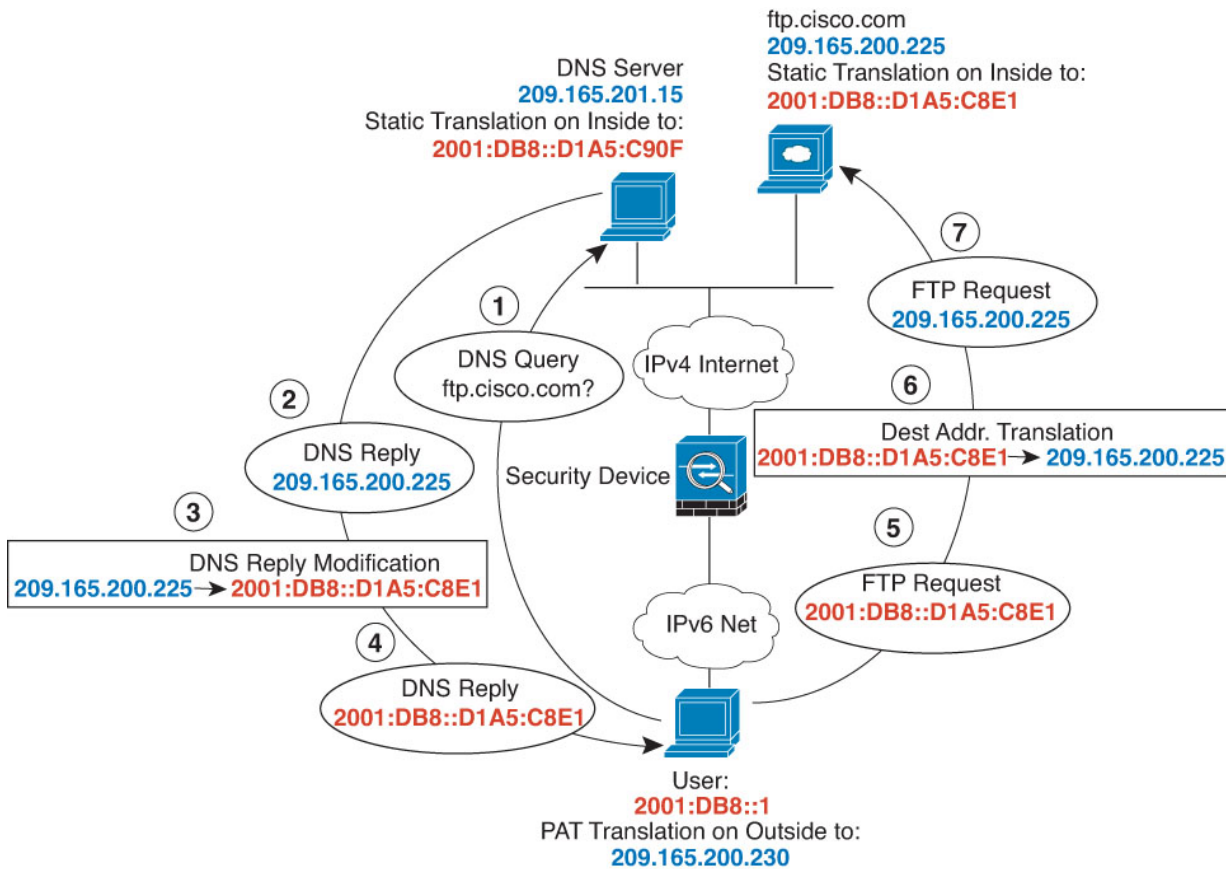 ftp.cisco.com
209.165.200.225
Static Translation on Inside to:
2001:DB8::D1A5:C8E1
DNS Server
209.165.201.15
Static Translation on Inside to:
2001:DB8::D1A5:C90F
7
FTP Request
209.165.200.225
1
DNS Query
ftp.cisco.com?
IPv4 Internet
6
Dest Addr. Translation
2001:DB8::D1A5:C8E1 → 209.165.200.225
2
DNS Reply
209.165.200.225
Security Device
3
DNS Reply Modification
209.165.200.225 → 2001:DB8::D1A5:C8E1
5
FTP Request
2001:DB8::D1A5:C8E1
IPv6 Net
4
DNS Reply
2001:DB8::D1A5:C8E1
User:
2001:DB8::1
PAT Translation on Outside to:
209.165.200.230